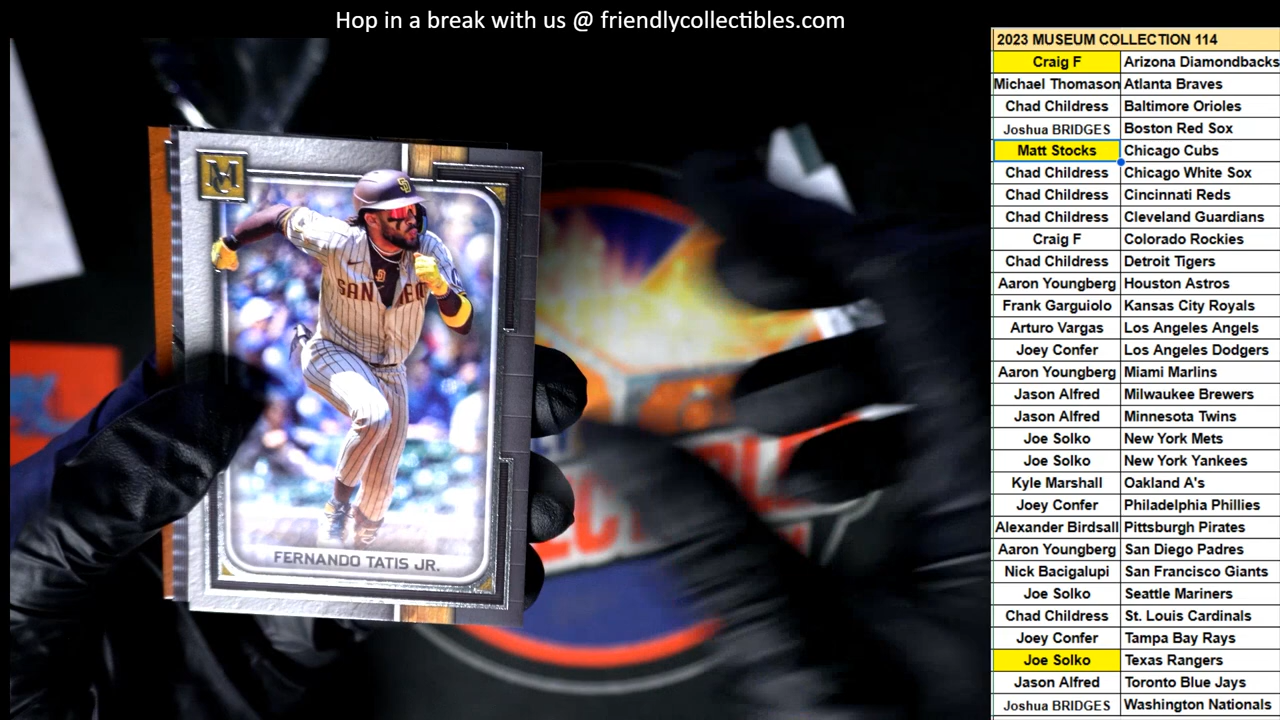 Hop in a break with us @ friendlycollectibles.com
2023 MUSEUM COLLECTION 114
Craig F Arizona Diamondbacks
Michael Thomason Atlanta Braves
Chad Childress Baltimore Orioles
Joshua BRIDGES Boston Red Sox
Matt Stocks Chicago Cubs
Chad Childress Chicago White Sox
Chad Childress Cincinnati Reds
Chad Childress Cleveland Guardians
Craig F Colorado Rockies
Chad Childress Detroit Tigers
Aaron Youngberg Houston Astros
Frank Garguiolo Kansas City Royals
Arturo Vargas Los Angeles Angels
Joey Confer Los Angeles Dodgers
Aaron Youngberg Miami Marlins
Jason Alfred Milwaukee Brewers
Jason Alfred Minnesota Twins
Joe Solko New York Mets
Joe Solko New York Yankees
Kyle Marshall Oakland A's
Joey Confer Philadelphia Phillies
Alexander Birdsall Pittsburgh Pirates
Aaron Youngberg San Diego Padres
Nick Bacigalupi San Francisco Giants
Joe Solko Seattle Mariners
Chad Childress St. Louis Cardinals
Joey Confer Tampa Bay Rays
Joe Solko Texas Rangers
Jason Alfred Toronto Blue Jays
Joshua BRIDGES Washington Nationals
M
SAN
FERNANDO TATIS JR.